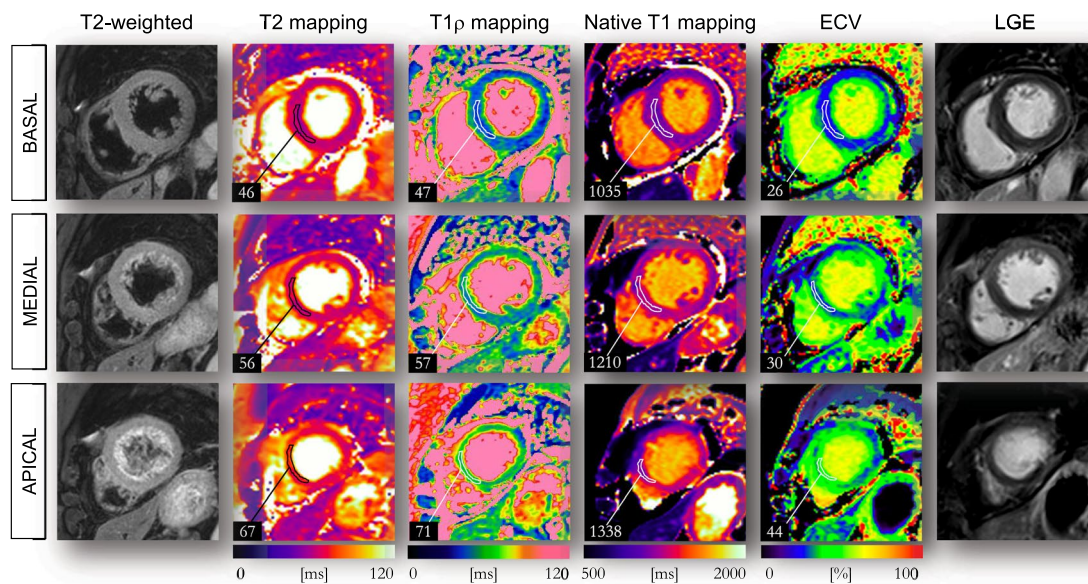 T2-weighted T2 mapping T1ρ mapping Native T1 mapping ECV LGE
BASAL
46 47 1035 26
MEDIAL
56 57 1210 30
APICAL
67 71 1338 44
0 [ms] 120 0 [ms] 120 500 [ms] 2000 0 [%] 100